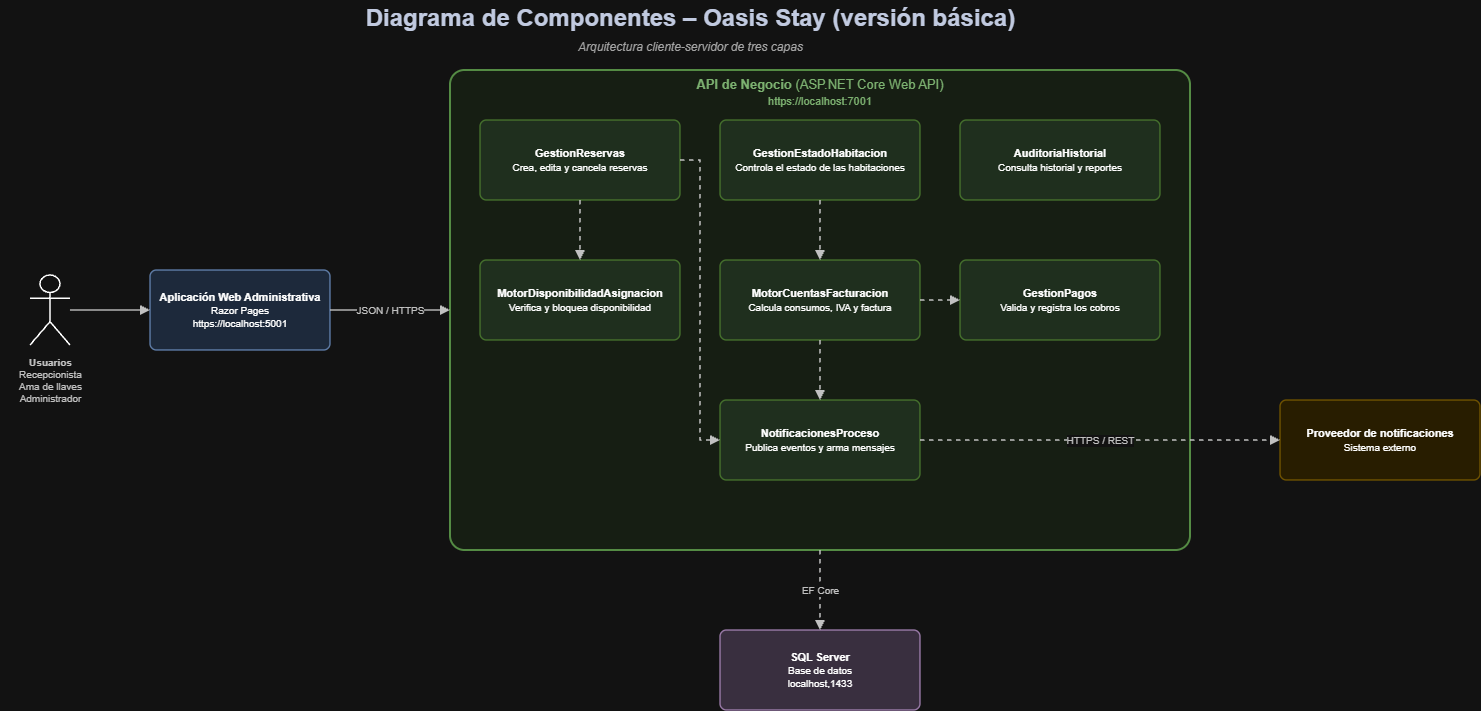 Diagrama de Componentes – Oasis Stay (versión básica)
Arquitectura cliente-servidor de tres capas
API de Negocio (ASP.NET Core Web API)
https://localhost:7001
GestionReservas
Crea, edita y cancela reservas
GestionEstadoHabitacion
Controla el estado de las habitaciones
AuditoriaHistorial
Consulta historial y reportes
Usuarios
Recepcionista
Ama de llaves
Administrador
Aplicación Web Administrativa
Razor Pages
https://localhost:5001
JSON / HTTPS
MotorDisponibilidadAsignacion
Verifica y bloquea disponibilidad
MotorCuentasFacturacion
Calcula consumos, IVA y factura
GestionPagos
Valida y registra los cobros
NotificacionesProceso
Publica eventos y arma mensajes
HTTPS / REST
Proveedor de notificaciones
Sistema externo
EF Core
SQL Server
Base de datos
localhost,1433